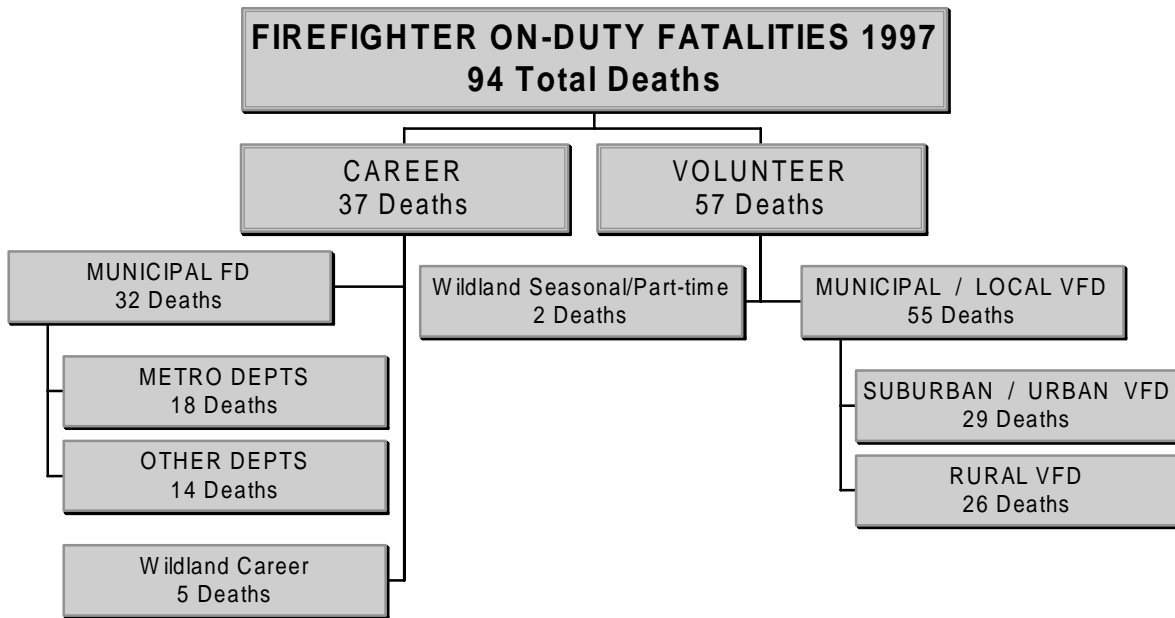 FIREFIGHTER ON-DUTY FATALITIES 1997
94 Total Deaths
CAREER
37 Deaths
VOLUNTEER
57 Deaths
MUNICIPAL FD
32 Deaths
Wildland Seasonal/Part-time
2 Deaths
MUNICIPAL / LOCAL VFD
55 Deaths
METRO DEPTS
18 Deaths
SUBURBAN / URBAN VFD
29 Deaths
OTHER DEPTS
14 Deaths
RURAL VFD
26 Deaths
Wildland Career
5 Deaths